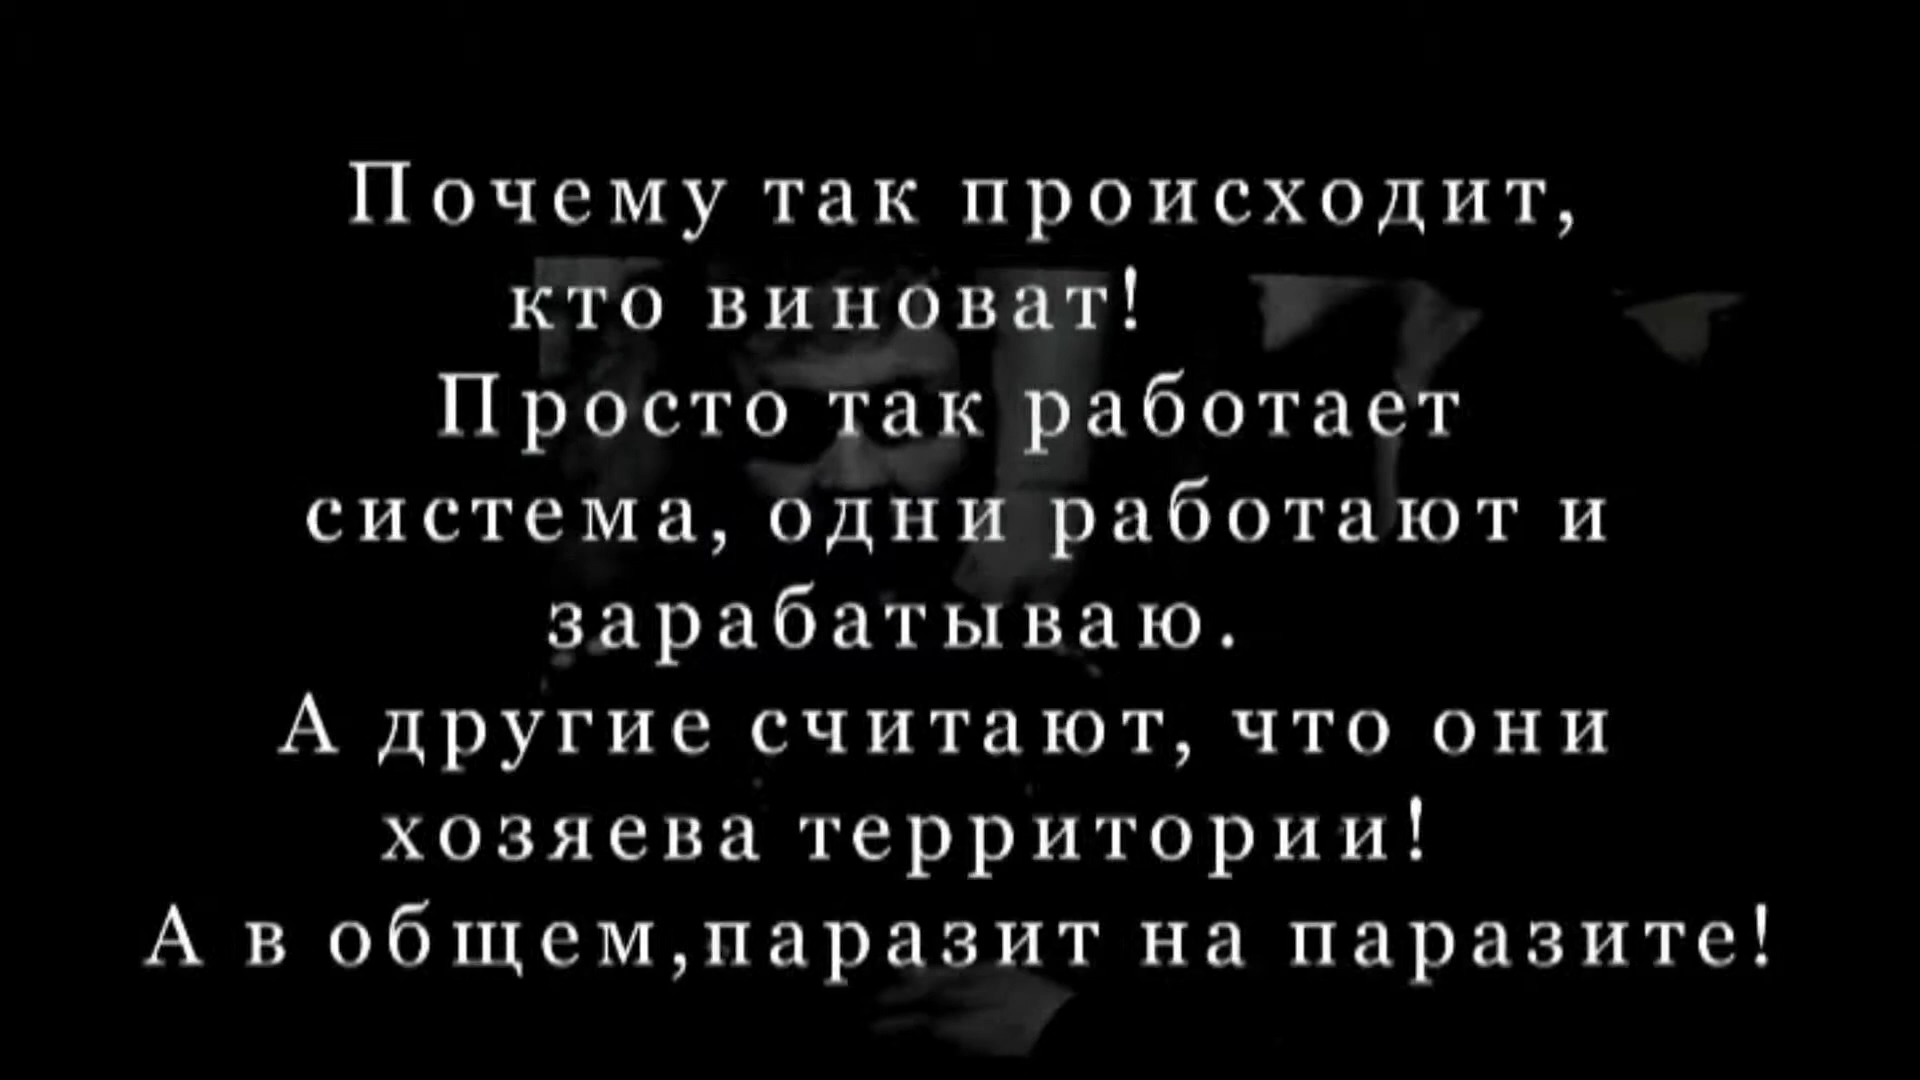 Почему так происходит,
кто виноват!
Просто так работает
система, одни работают и
зарабатываю.
А другие считают, что они
хозяева территории!
А в общем,паразит на паразите!